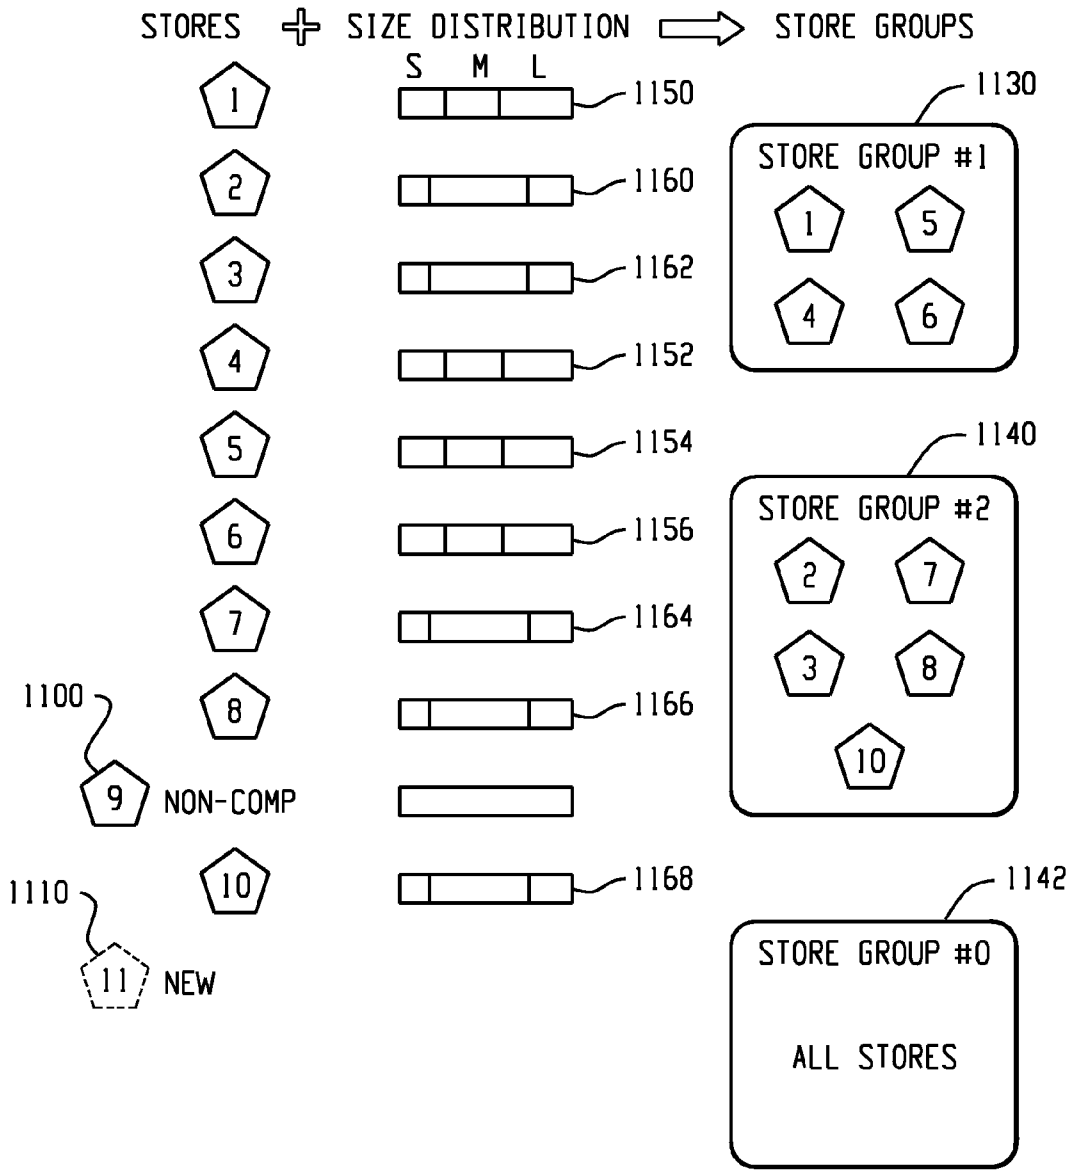 STORES + SIZE DISTRIBUTION STORE GROUPS
S M L
1 1150
2 1160
3 1162
4 1152
5 1154
6 1156
7 1164
8 1166
1100
9 NON-COMP
10 1168
1110
11 NEW
1130
STORE GROUP #1
1 5
4 6
1140
STORE GROUP #2
2 7
3 8
10
1142
STORE GROUP #0
ALL STORES